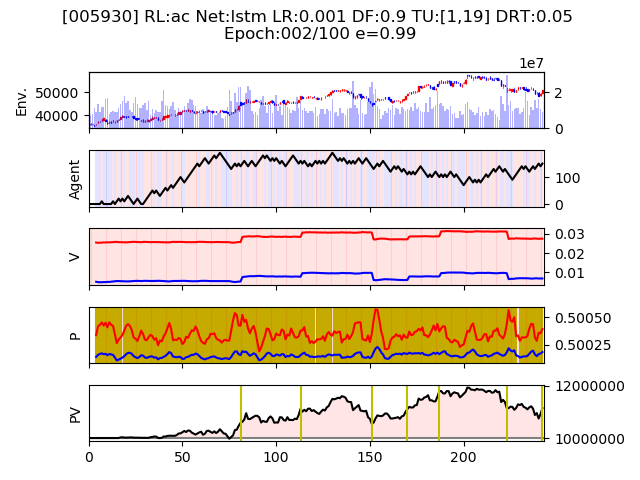 [005930] RL:ac Net:lstm LR:0.001 DF:0.9 TU:[1,19] DRT:0.05
Epoch:002/100 e=0.99
1e7
Env.
50000
40000
2
0
Agent
100
0
V
0.03
0.02
0.01
P
0.50050
0.50025
PV
12000000
10000000
0 50 100 150 200